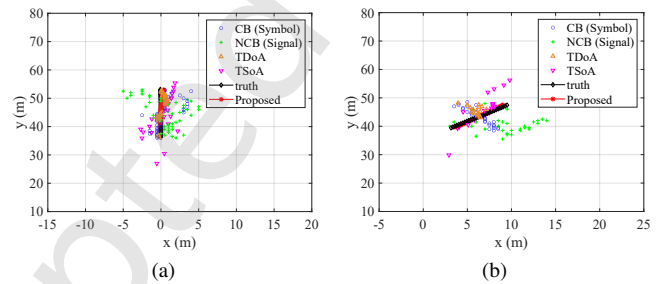 80
70
60
50
40
30
20
10
y (m)
-15
-10
-5
0
5
10
15
20
x (m)
CB (Symbol)
NCB (Signal)
TDoA
TSoA
truth
Proposed
(a)
80
70
60
50
40
30
20
10
y (m)
-5
0
5
10
15
20
25
x (m)
CB (Symbol)
NCB (Signal)
TDoA
TSoA
truth
Proposed
(b)
pted